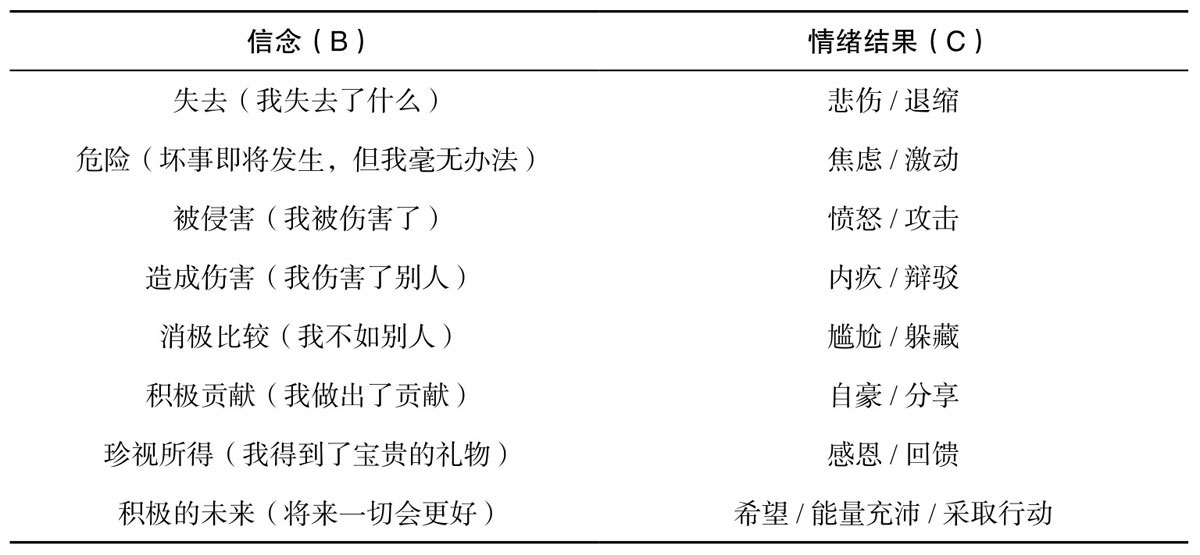 信念（B） 情绪结果（C）
失去（我失去了什么） 悲伤 / 退缩
危险（坏事即将发生，但我毫无办法） 焦虑 / 激动
被侵害（我被伤害了） 愤怒 / 攻击
造成伤害（我伤害了别人） 内疚 / 辩驳
消极比较（我不如别人） 尴尬 / 躲藏
积极贡献（我做出了贡献） 自豪 / 分享
珍视所得（我得到了宝贵的礼物） 感恩 / 回馈
积极的未来（将来一切会更好） 希望 / 能量充沛 / 采取行动